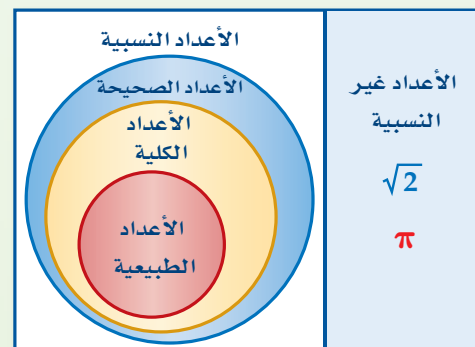 الأعداد النسبية
الأعداد الصحيحة
الأعداد
الكلية
الأعداد
الطبيعية
الأعداد غير
النسبية
√2
π